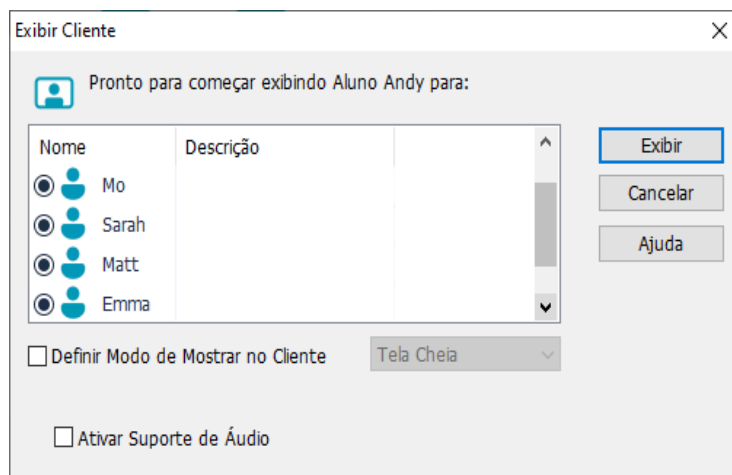 Exibir Cliente
Pronto para começar exibindo Aluno Andy para:
Nome Descrição
Mo
Sarah
Matt
Emma
Exibir
Cancelar
Ajuda
Definir Modo de Mostrar no Cliente Tela Cheia
Ativar Suporte de Áudio